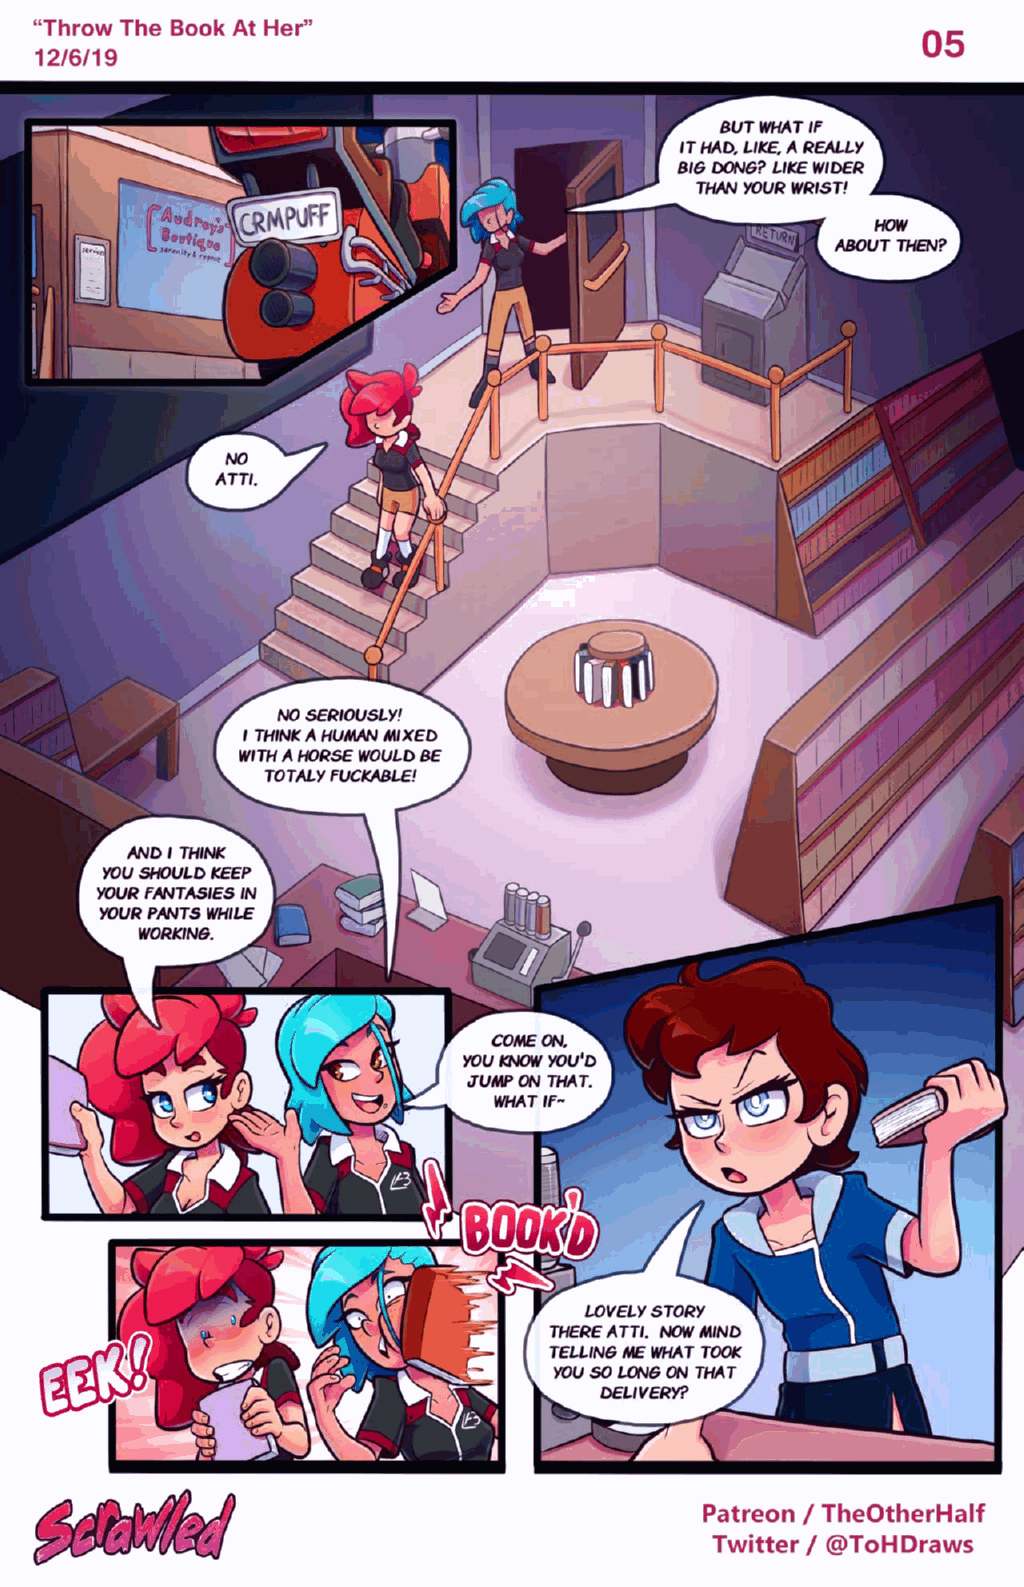 “Throw The Book At Her”
12/6/19
05
Audrey's
Boutique
serenity & repose
CRMPUFF
BUT WHAT IF
IT HAD, LIKE, A REALLY
BIG DONG? LIKE WIDER
THAN YOUR WRIST!
HOW
ABOUT THEN?
RETURN
NO
ATTI.
NO SERIOUSLY!
I THINK A HUMAN MIXED
WITH A HORSE WOULD BE
TOTALY FUCKABLE!
AND I THINK
YOU SHOULD KEEP
YOUR FANTASIES IN
YOUR PANTS WHILE
WORKING.
COME ON,
YOU KNOW YOU'D
JUMP ON THAT.
WHAT IF~
BOOK'D
EEK!
LOVELY STORY
THERE ATTI. NOW MIND
TELLING ME WHAT TOOK
YOU SO LONG ON THAT
DELIVERY?
Scrawled
Patreon / TheOtherHalf
Twitter / @ToHDraws